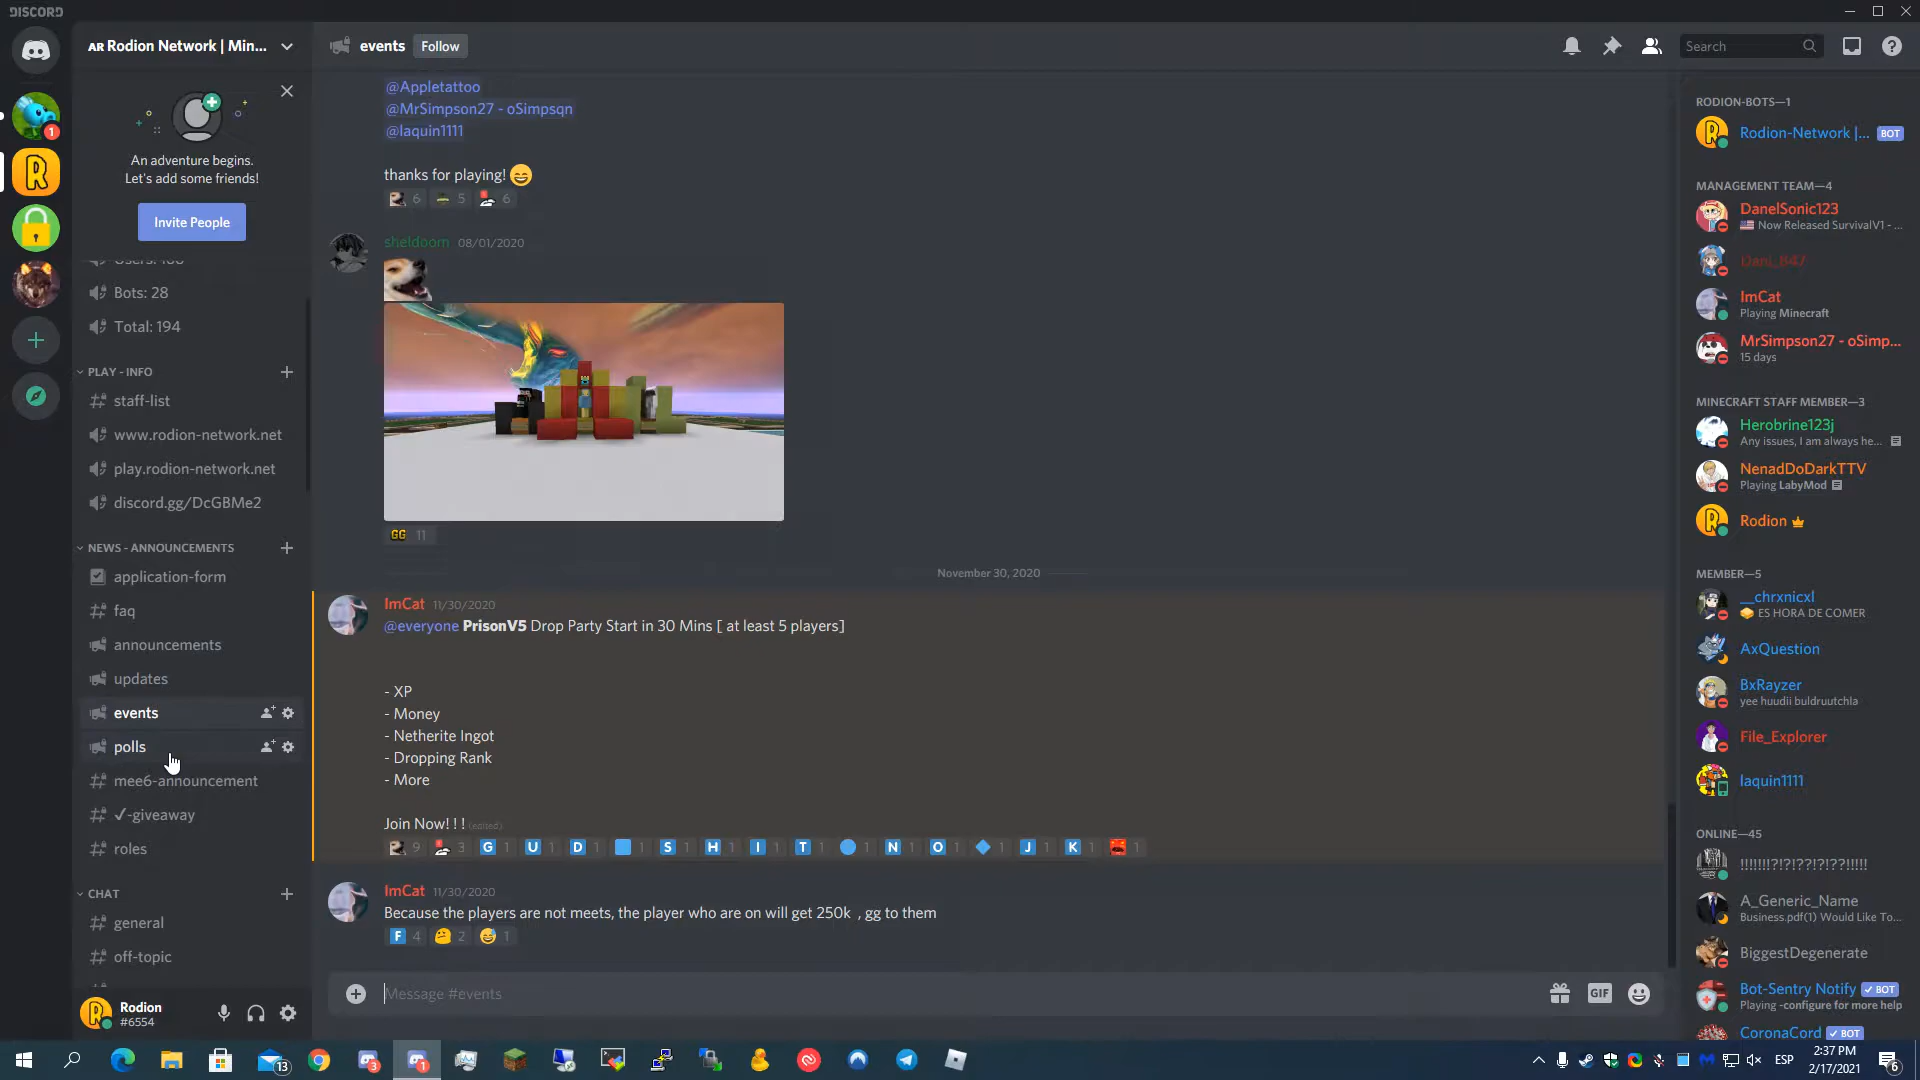 DISCORD
AR Rodion Network | Min...
events
Follow
Search
An adventure begins.
Let's add some friends!
Invite People
Bots: 28
Total: 194
PLAY - INFO
staff-list
www.rodion-network.net
play.rodion-network.net
discord.gg/DcGBMe2
NEWS - ANNOUNCEMENTS
application-form
faq
announcements
updates
events
polls
mee6-announcement
✓-giveaway
roles
CHAT
general
off-topic
Rodion
#6554
@Appletattoo
@MrSimpson27 - oSimpsqn
@laquin1111
thanks for playing!
6 5 6
sheldoom 08/01/2020
GG 11
November 30, 2020
ImCat 11/30/2020
@everyone PrisonV5 Drop Party Start in 30 Mins [ at least 5 players]
- XP
- Money
- Netherite Ingot
- Dropping Rank
- More
Join Now! ! ! (edited)
9 3 G 1 U 1 D 1 1 S 1 H 1 I 1 T 1 1 N 1 O 1 1 J 1 K 1 1
ImCat 11/30/2020
Because the players are not meets, the player who are on will get 250k , gg to them
F 4 2 1
Message #events
GIF
RODION-BOTS—1
Rodion-Network |... BOT
MANAGEMENT TEAM—4
DanelSonic123
Now Released SurvivalV1 - ...
Dani_847
ImCat
Playing Minecraft
MrSimpson27 - oSimp...
15 days
MINECRAFT STAFF MEMBER—3
Herobrine123j
Any issues, I am always he...
NenadDoDarkTTV
Playing LabyMod
Rodion
MEMBER—5
__chrxnicxl
ES HORA DE COMER
AxQuestion
BxRayzer
yee huudii buldruutchla
File_Explorer
laquin1111
ONLINE—45
!!!!!!!?!?!??!?!??!!!!!
A_Generic_Name
Business.pdf(1) Would Like To...
BiggestDegenerate
Bot-Sentry Notify ✓ BOT
Playing -configure for more help
CoronaCord ✓ BOT
13
3
1
ESP
2:37 PM
2/17/2021
6